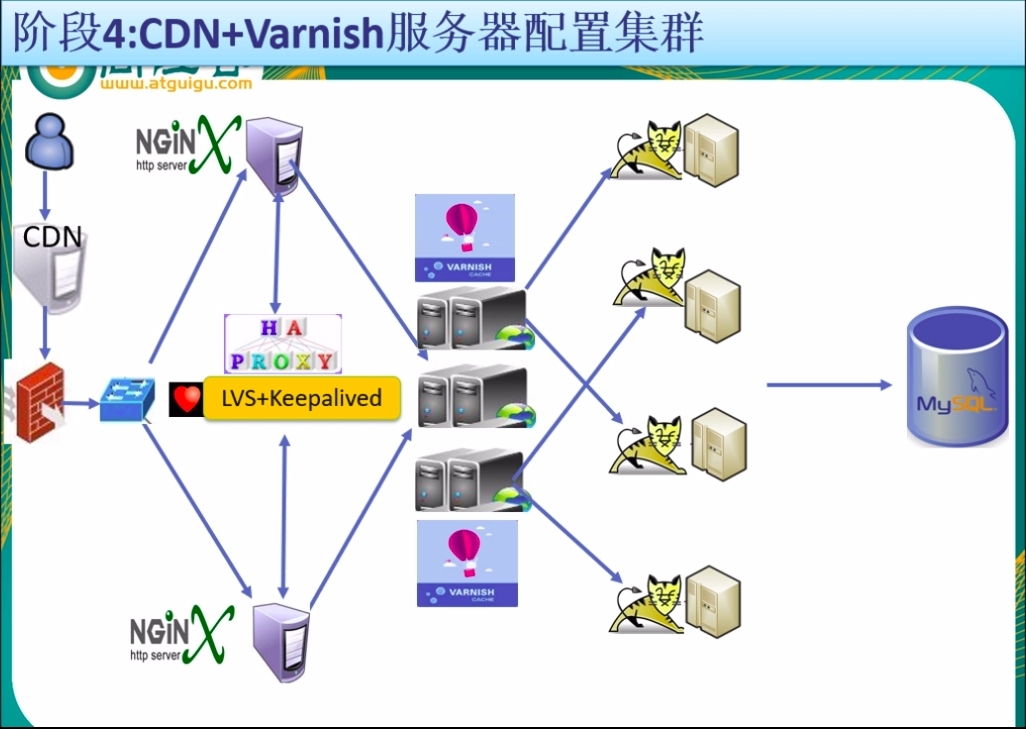 阶段4:CDN+Varnish服务器配置集群
www.atguigu.com
NGiNX
http server
CDN
VARNISH
CACHE
HA
PROXY
LVS+Keepalived
MySQL
VARNISH
CACHE
NGiNX
http server